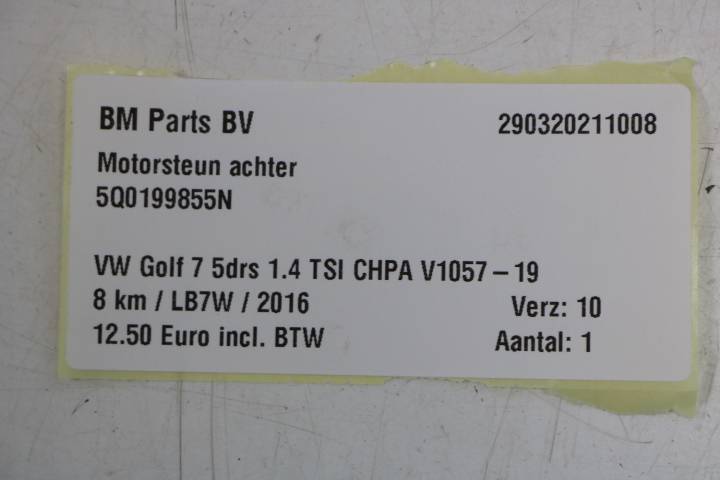 BM Parts BV 290320211008
Motorsteun achter
5Q0199855N
VW Golf 7 5drs 1.4 TSI CHPA V1057-19
8 km / LB7W / 2016 Verz: 10
12.50 Euro incl. BTW Aantal: 1